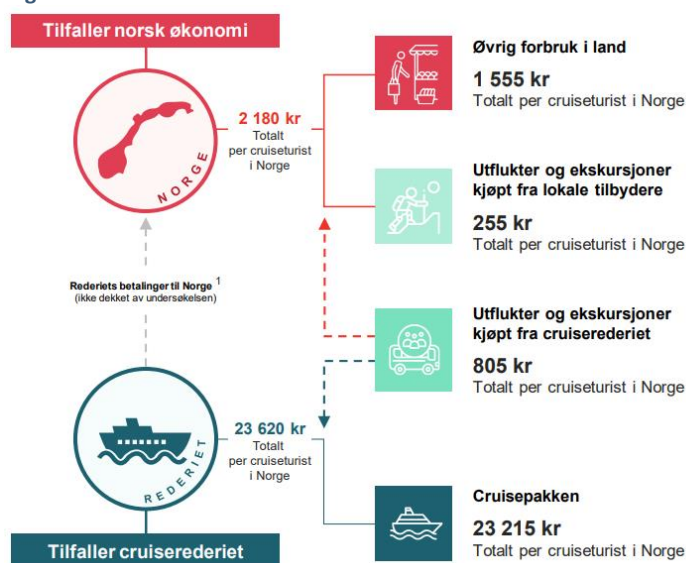 Tilfaller norsk økonomi
NORGE
2 180 kr
Totalt
per cruiseturist
i Norge
Øvrig forbruk i land
1 555 kr
Totalt per cruiseturist i Norge
Utflukter og ekskursjoner
kjøpt fra lokale tilbydere
255 kr
Totalt per cruiseturist i Norge
Rederiets betalinger til Norge 1
(ikke dekket av undersøkelsen)
Utflukter og ekskursjoner
kjøpt fra cruiserederiet
805 kr
Totalt per cruiseturist i Norge
REDERIET
23 620 kr
Totalt
per cruiseturist
i Norge
Cruisepakken
23 215 kr
Totalt per cruiseturist i Norge
Tilfaller cruiserederiet